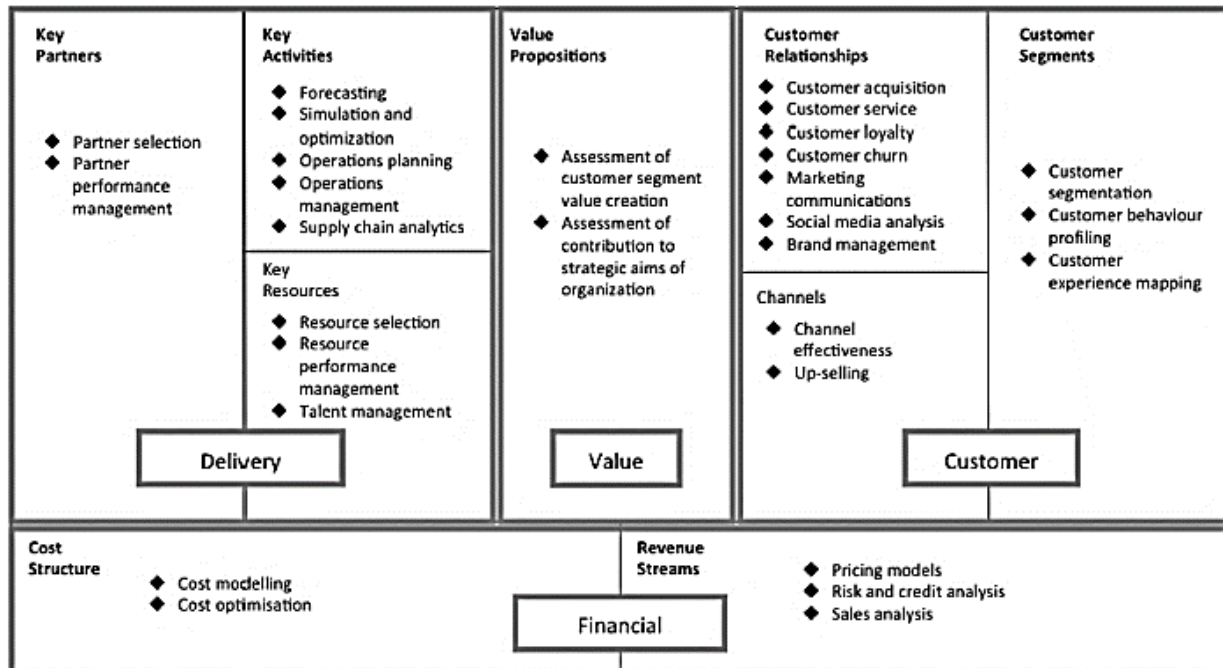 Key
Partners
◆ Partner selection
◆ Partner
performance
management
Key
Activities
◆ Forecasting
◆ Simulation and
optimization
◆ Operations planning
◆ Operations
management
◆ Supply chain analytics
Key
Resources
◆ Resource selection
◆ Resource
performance
management
◆ Talent management
Delivery
Value
Propositions
◆ Assessment of
customer segment
value creation
◆ Assessment of
contribution to
strategic aims of
organization
Value
Customer
Relationships
◆ Customer acquisition
◆ Customer service
◆ Customer loyalty
◆ Customer churn
◆ Marketing
communications
◆ Social media analysis
◆ Brand management
Channels
◆ Channel
effectiveness
◆ Up-selling
Customer
Segments
◆ Customer
segmentation
◆ Customer behaviour
profiling
◆ Customer
experience mapping
Customer
Cost
Structure
◆ Cost modelling
◆ Cost optimisation
Revenue
Streams
◆ Pricing models
◆ Risk and credit analysis
◆ Sales analysis
Financial